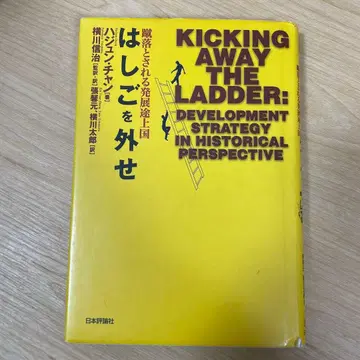 KICKING
AWAY
THE
LADDER:
DEVELOPMENT
STRATEGY
IN HISTORICAL
PERSPECTIVE
蹴落とされる発展途上国
はしごを外せ
ハジュン・チャン[著]
横川信治[監訳・訳] 張馨元・横川太郎[訳]
日本評論社